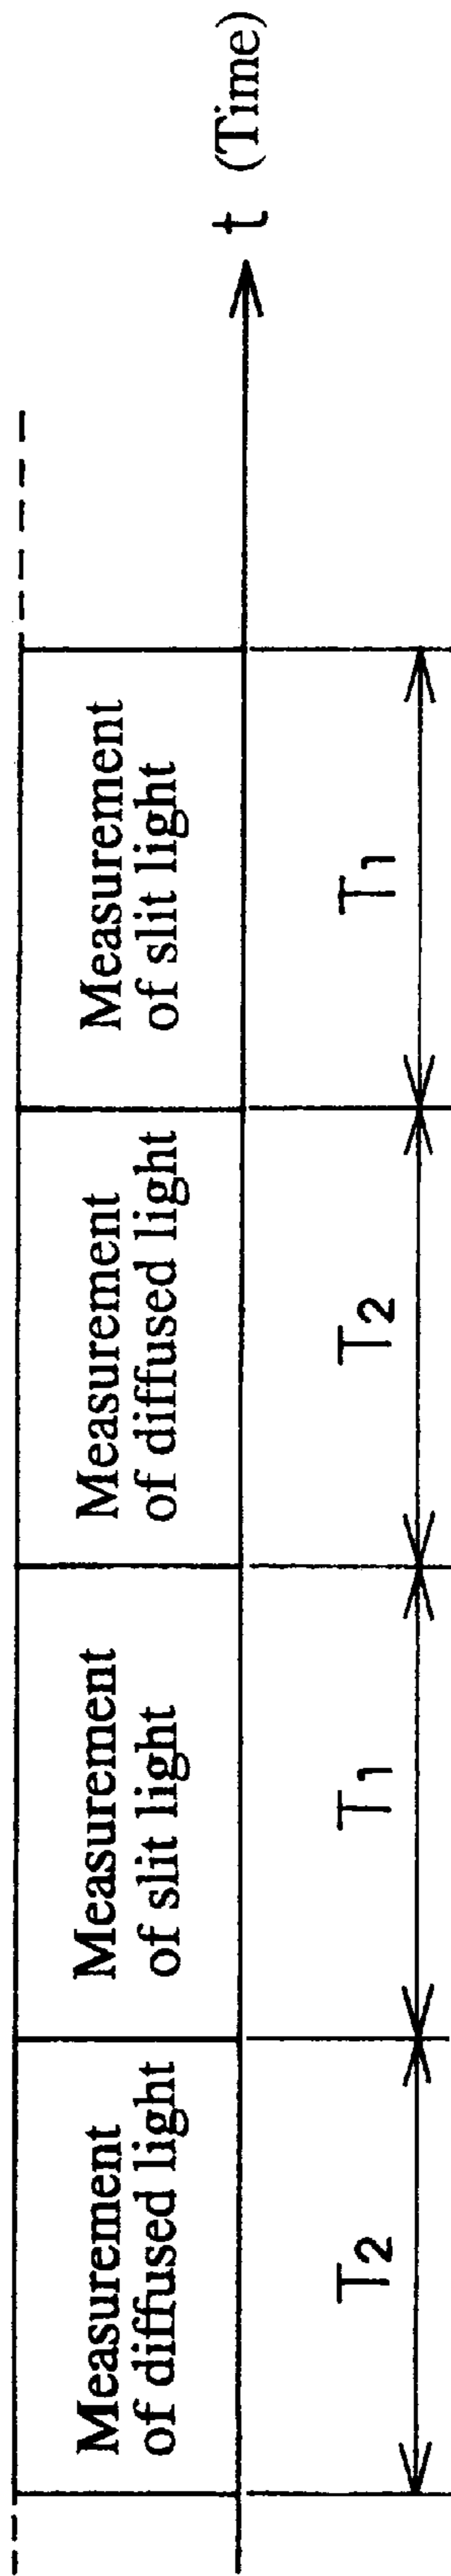 Measurement
of diffused light
Measurement
of slit light
Measurement
of diffused light
Measurement
of slit light
t (Time)
T2
T1
T2
T1